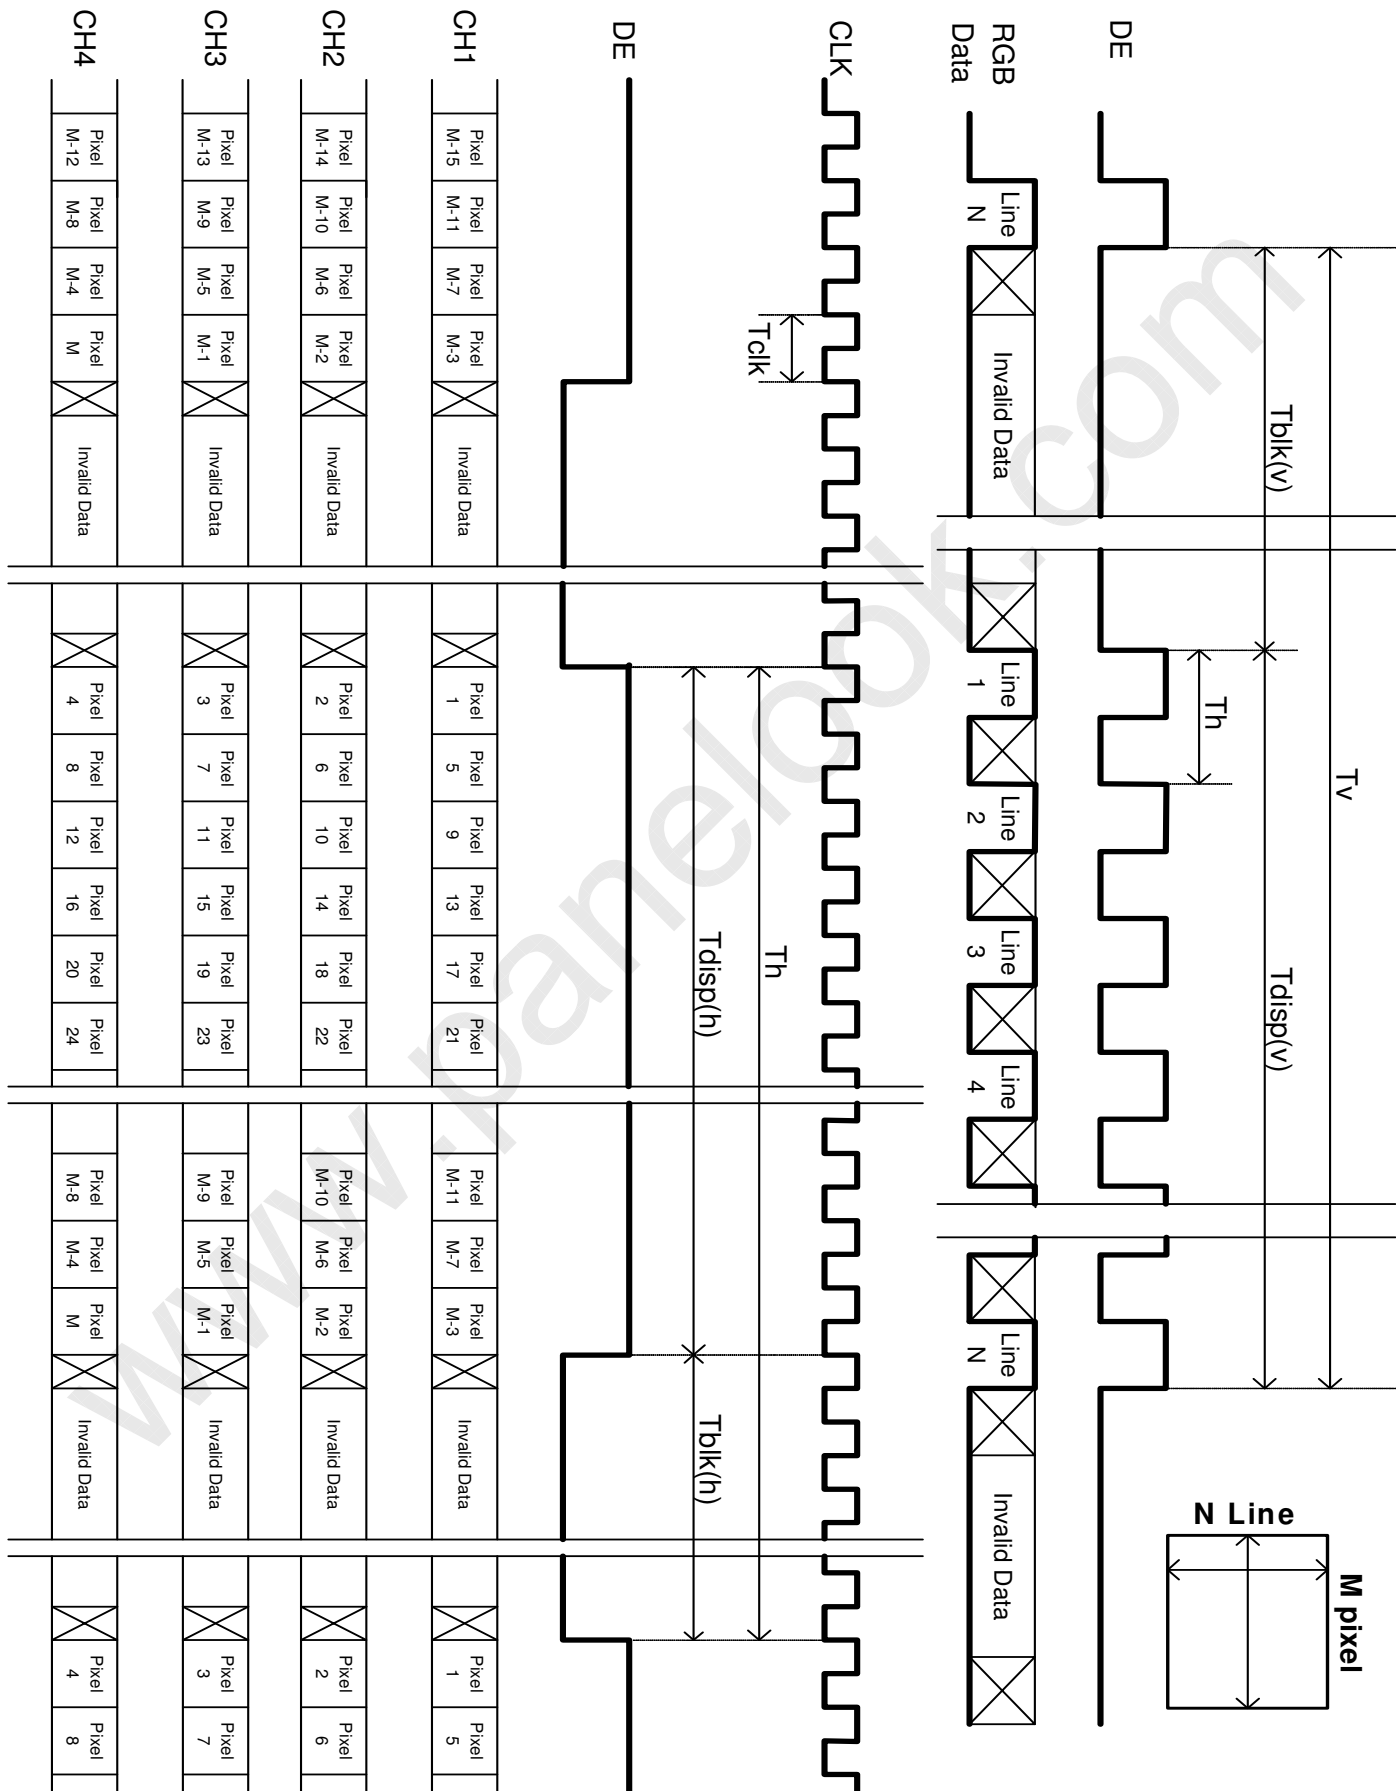 Tv
M pixel
Tblk(v)
Tdisp(v)
N Line
Th
DE
RGB Line Invalid Data Line Line Line Line Line Invalid Data
Data N 1 2 3 4 N
CLK
Th
Tclk
Tdisp(h)
Tblk(h)
DE
CH1
Pixel Pixel Pixel Pixel Invalid Data Pixel Pixel Pixel Pixel Pixel Pixel Pixel Pixel Pixel Invalid Data Pixel Pixel
M-15 M-11 M-7 M-3 1 5 9 13 17 21 M-11 M-7 M-3 1 5
CH2
Pixel Pixel Pixel Pixel Invalid Data Pixel Pixel Pixel Pixel Pixel Pixel Pixel Pixel Pixel Invalid Data Pixel Pixel
M-14 M-10 M-6 M-2 2 6 10 14 18 22 M-10 M-6 M-2 2 6
CH3
Pixel Pixel Pixel Pixel Invalid Data Pixel Pixel Pixel Pixel Pixel Pixel Pixel Pixel Pixel Invalid Data Pixel Pixel
M-13 M-9 M-5 M-1 3 7 11 15 19 23 M-9 M-5 M-1 3 7
CH4
Pixel Pixel Pixel Pixel Invalid Data Pixel Pixel Pixel Pixel Pixel Pixel Pixel Pixel Pixel Invalid Data Pixel Pixel
M-12 M-8 M-4 M 4 8 12 16 20 24 M-8 M-4 M 4 8
www.panelook.com